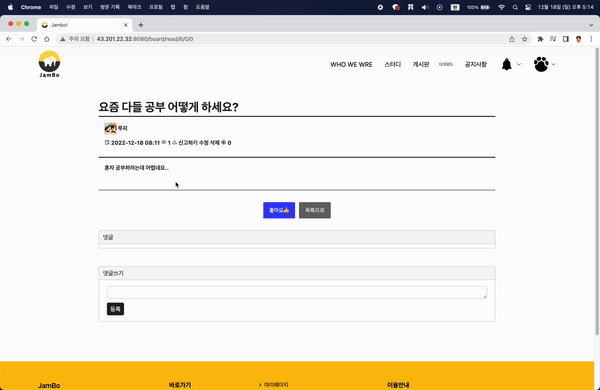 Chrome 파일 수정 보기 방문 기록 북마크 프로필 탭 창 도움말 100% 12월 18일 (일) 오후 5:14
Jambo!
주의 요함 43.201.22.32:8080/board/read/6/0/0
JamBo
WHO WE WRE 스터디 게시판 공지사항
요즘 다들 공부 어떻게 하세요?
루피
2022-12-18 08:11 1 신고하기 수정 삭제 0
혼자 공부하려는데 어렵네요...
좋아요 목록으로
댓글
댓글쓰기
등록
JamBo 바로가기 마이페이지 이용안내